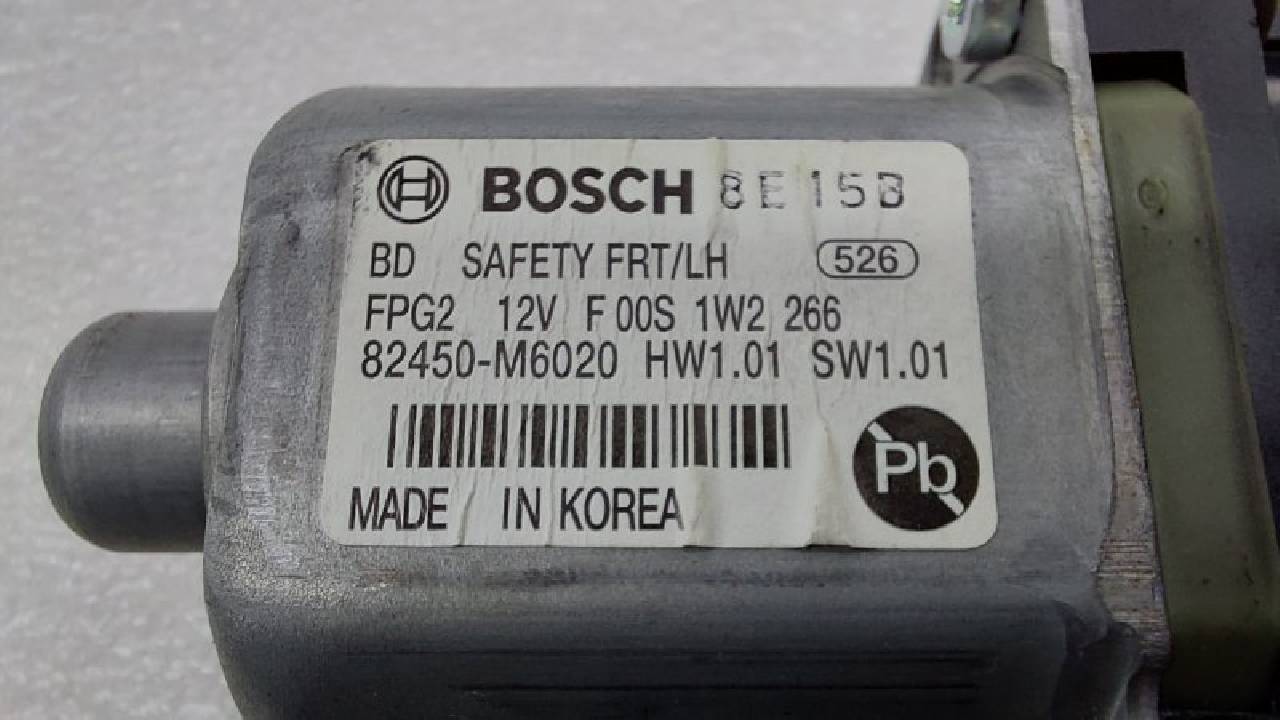 BOSCH 8E15B
BD SAFETY FRT/LH 526
FPG2 12V F 00S 1W2 266
82450-M6020 HW1.01 SW1.01
Pb
MADE IN KOREA